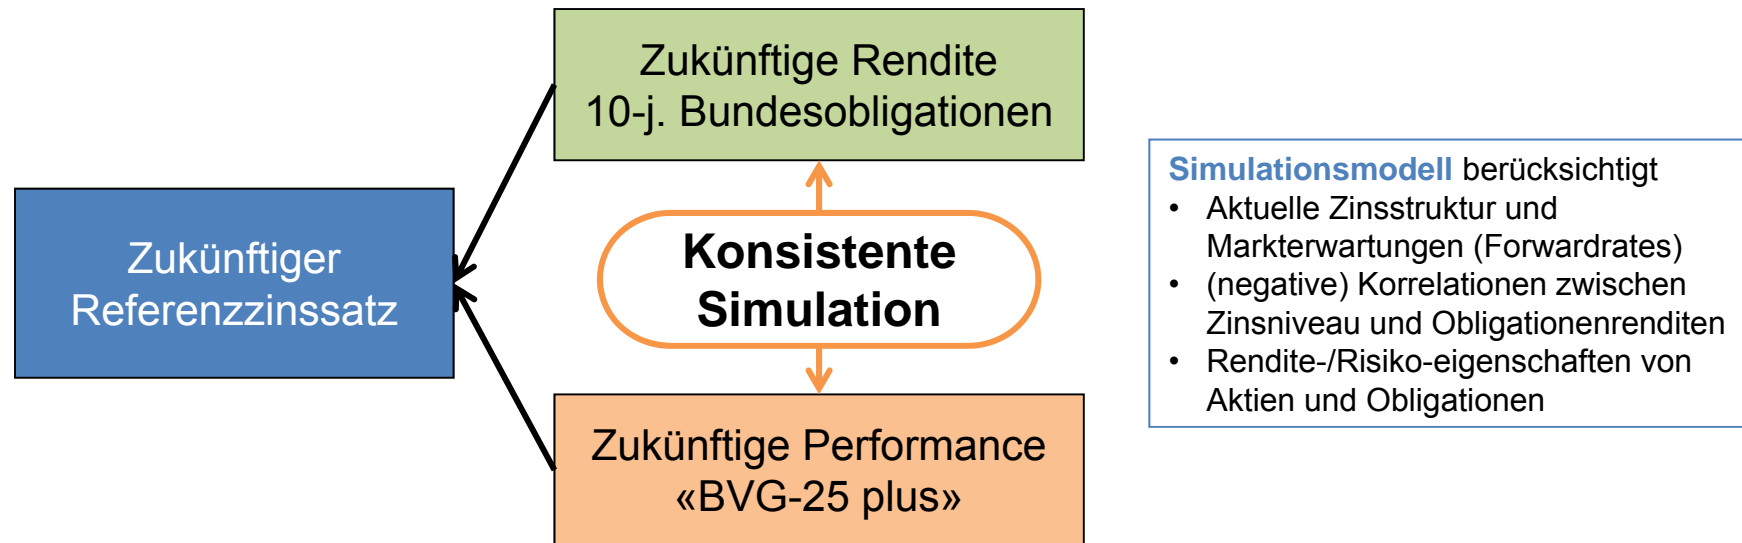 Zukünftige Rendite
10-j. Bundesobligationen
Zukünftiger
Referenzzinssatz
Konsistente
Simulation
Zukünftige Performance
«BVG-25 plus»
Simulationsmodell berücksichtigt
• Aktuelle Zinsstruktur und
Markterwartungen (Forwardrates)
• (negative) Korrelationen zwischen
Zinsniveau und Obligationenrenditen
• Rendite-/Risiko-eigenschaften von
Aktien und Obligationen